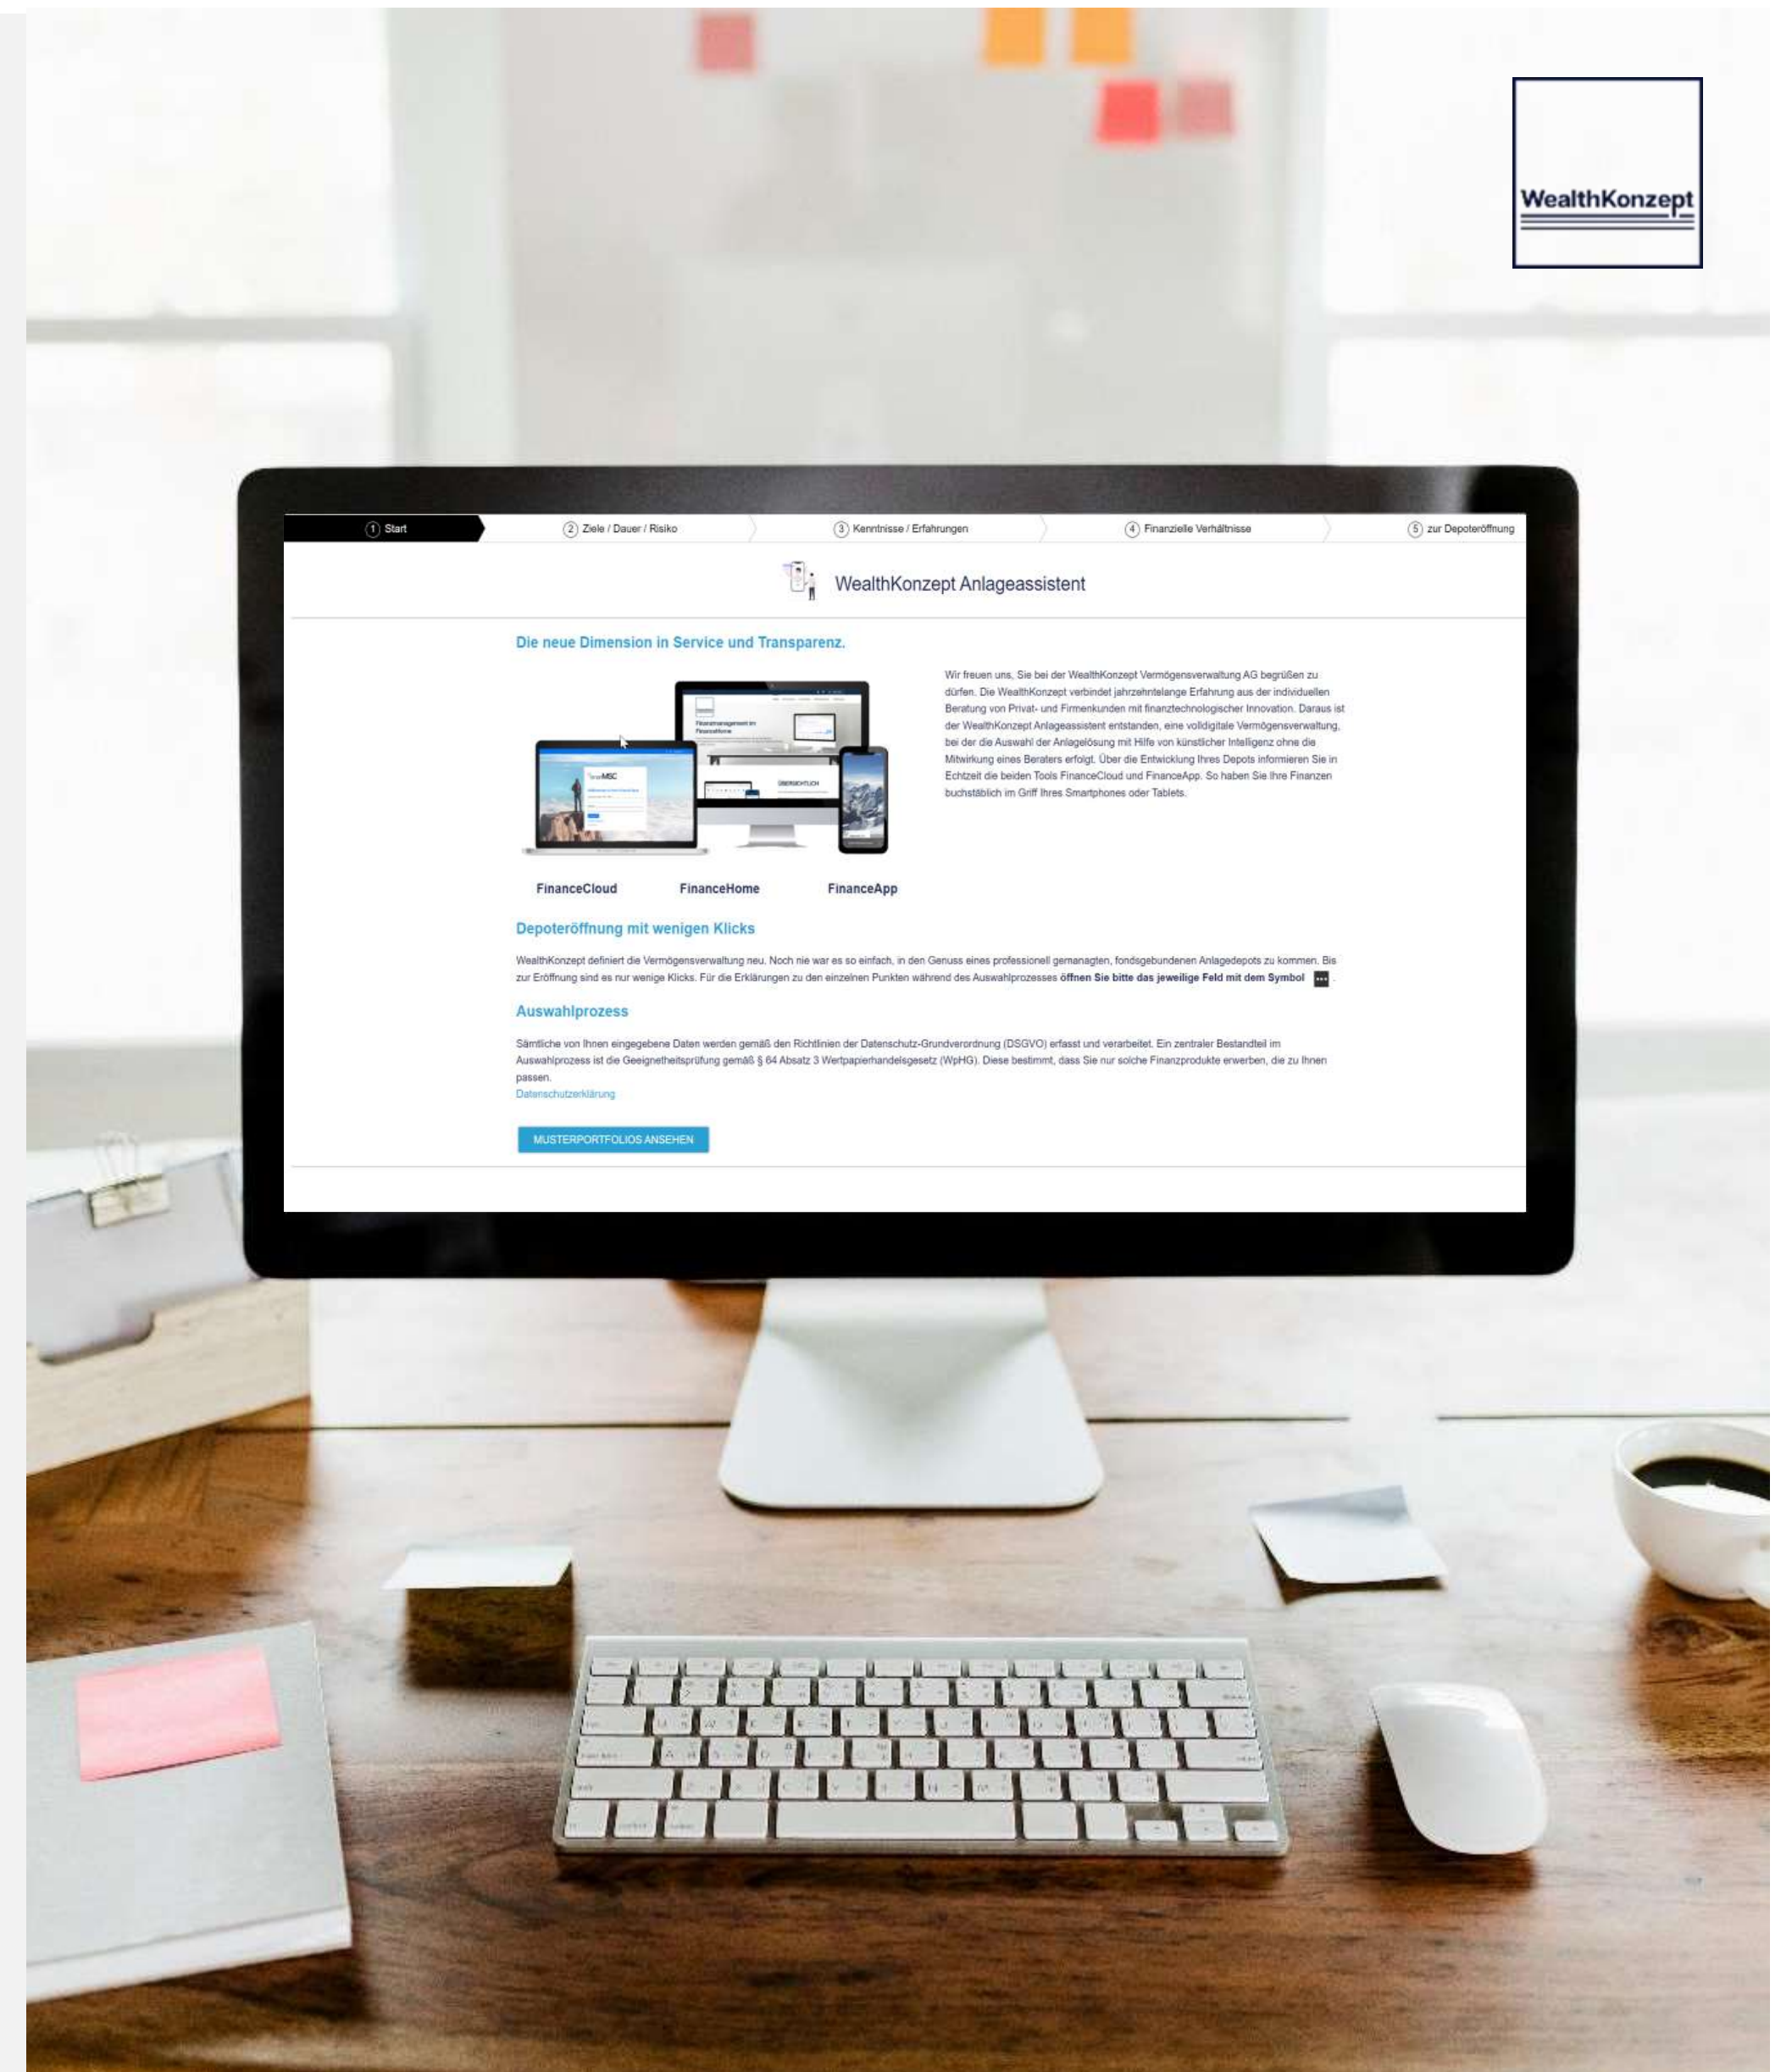 WealthKonzept
1 Start
2 Ziele / Dauer / Risiko
3 Kenntnisse / Erfahrungen
4 Finanzielle Verhältnisse
5 zur Depoteröffnung
WealthKonzept Anlageassistent
Die neue Dimension in Service und Transparenz.
Finanzmanagement im
FinanceHome
ÜBERSICHTLICH
MSC
FinanceCloud
FinanceHome
FinanceApp
Wir freuen uns, Sie bei der WealthKonzept Vermögensverwaltung AG begrüßen zu
dürfen. Die WealthKonzept verbindet jahrzehntelange Erfahrung aus der individuellen
Beratung von Privat- und Firmenkunden mit finanztechnologischer Innovation. Daraus ist
der WealthKonzept Anlageassistent entstanden, eine volldigitale Vermögensverwaltung,
bei der die Auswahl der Anlagelösung mit Hilfe von künstlicher Intelligenz ohne die
Mitwirkung eines Beraters erfolgt. Über die Entwicklung Ihres Depots informieren Sie in
Echtzeit die beiden Tools FinanceCloud und FinanceApp. So haben Sie Ihre Finanzen
buchstäblich im Griff Ihres Smartphones oder Tablets.
Depoteröffnung mit wenigen Klicks
WealthKonzept definiert die Vermögensverwaltung neu. Noch nie war es so einfach, in den Genuss eines professionell gemanagten, fondsgebundenen Anlagedepots zu kommen. Bis
zur Eröffnung sind es nur wenige Klicks. Für die Erklärungen zu den einzelnen Punkten während des Auswahlprozesses öffnen Sie bitte das jeweilige Feld mit dem Symbol ... .
Auswahlprozess
Sämtliche von Ihnen eingegebene Daten werden gemäß den Richtlinien der Datenschutz-Grundverordnung (DSGVO) erfasst und verarbeitet. Ein zentraler Bestandteil im
Auswahlprozess ist die Geeignetheitsprüfung gemäß § 64 Absatz 3 Wertpapierhandelsgesetz (WpHG). Diese bestimmt, dass Sie nur solche Finanzprodukte erwerben, die zu Ihnen
passen.
Datenschutzerklärung
MUSTERPORTFOLIOS ANSEHEN